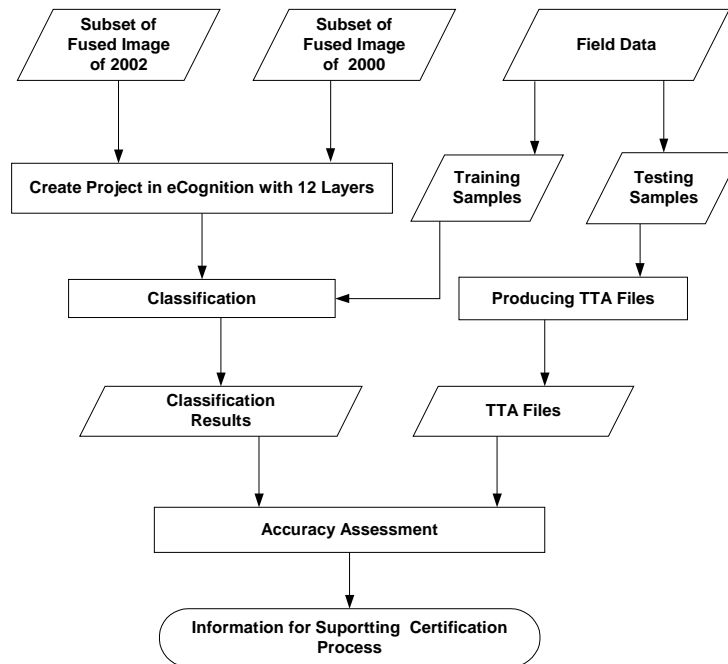 Subset of
Fused Image
of 2002
Subset of
Fused Image
of 2000
Field Data
Create Project in eCognition with 12 Layers
Training
Samples
Testing
Samples
Classification
Producing TTA Files
Classification
Results
TTA Files
Accuracy Assessment
Information for Suportting Certification
Process